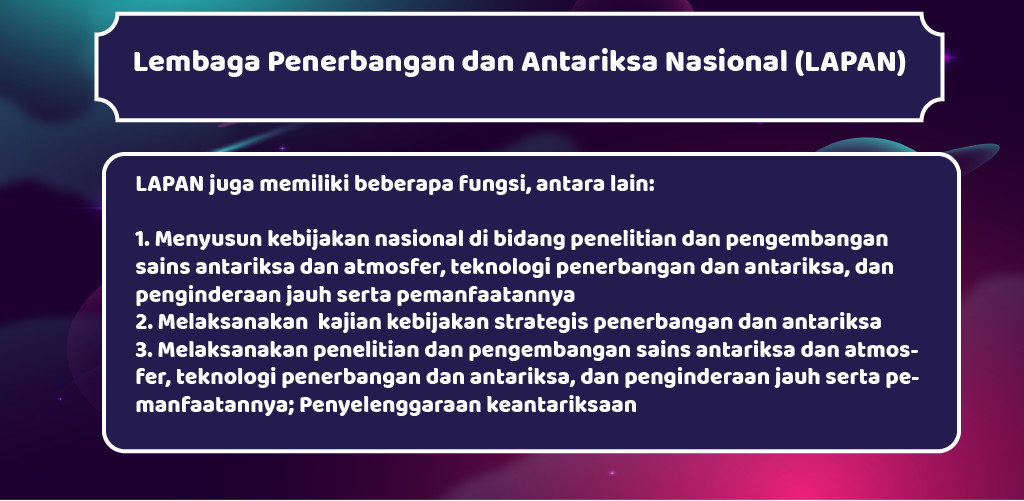 Lembaga Penerbangan dan Antariksa Nasional (LAPAN)
LAPAN juga memiliki beberapa fungsi, antara lain:
1. Menyusun kebijakan nasional di bidang penelitian dan pengembangan
sains antariksa dan atmosfer, teknologi penerbangan dan antariksa, dan
penginderaan jauh serta pemanfaatannya
2. Melaksanakan  kajian kebijakan strategis penerbangan dan antariksa
3. Melaksanakan penelitian dan pengembangan sains antariksa dan atmos-
fer, teknologi penerbangan dan antariksa, dan penginderaan jauh serta pe-
manfaatannya; Penyelenggaraan keantariksaan